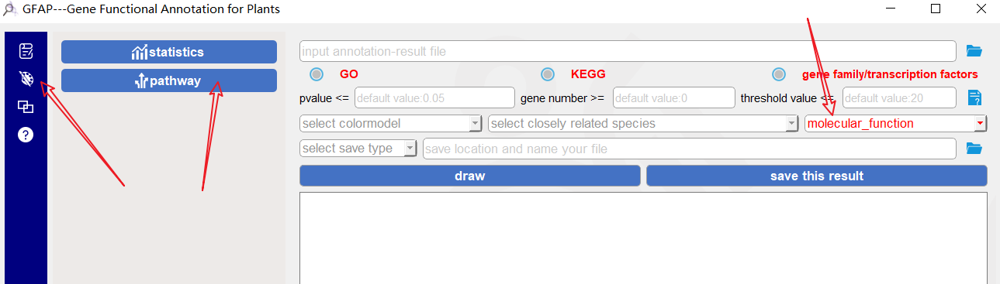 GFAP---Gene Functional Annotation for Plants
statistics
pathway
input annotation-result file
GO KEGG gene family/transcription factors
pvalue <= default value:0.05 gene number >= default value:0 threshold value <= default value:20
select colormodel select closely related species molecular_function
select save type save location and name your file
draw save this result